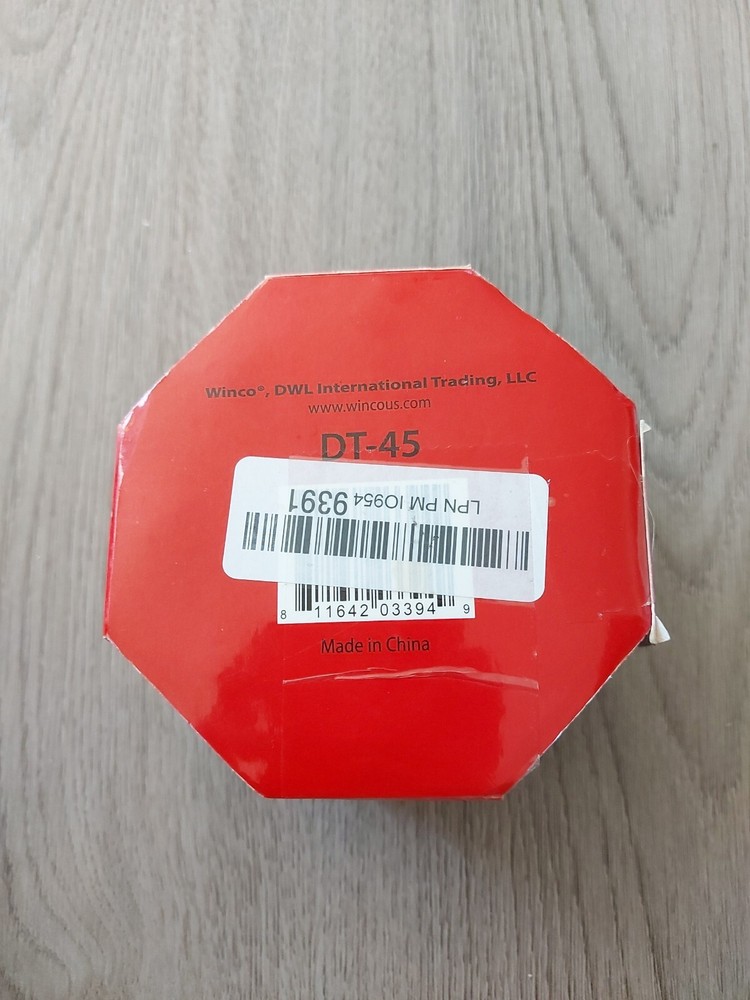 Winco®, DWL International Trading, LLC
www.wincous.com
DT-45
LPN PM IO954 9391
8 11642 03394 9
Made in China